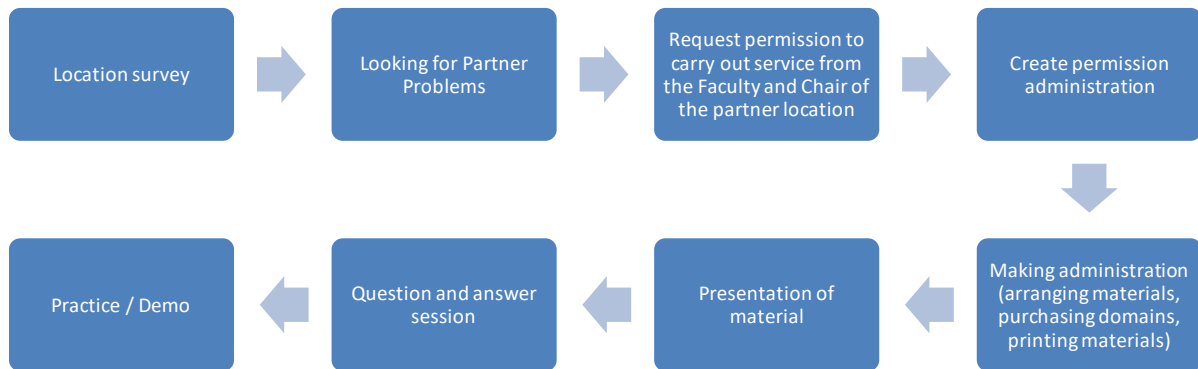 Location survey
Looking for Partner
Problems
Request permission to
carry out service from
the Faculty and Chair of
the partner location
Create permission
administration
Making administration
(arranging materials,
purchasing domains,
printing materials)
Presentation of
material
Question and answer
session
Practice / Demo